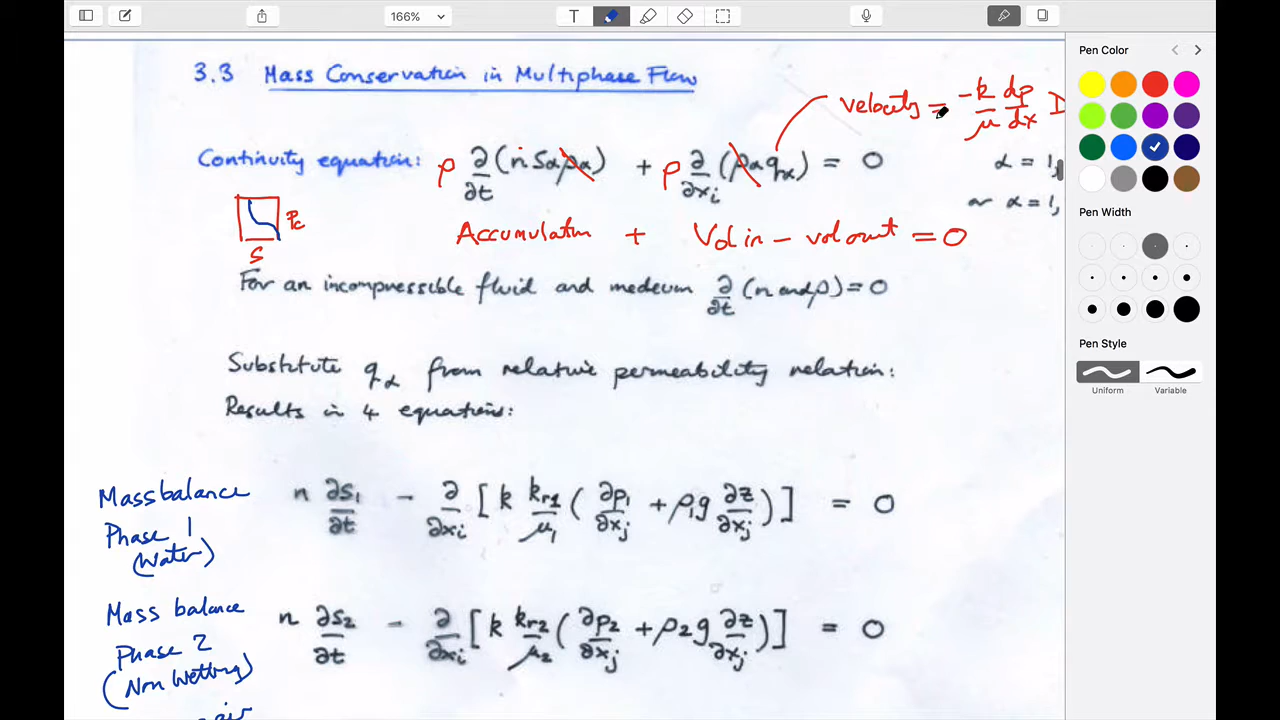 166%
T
3.3 Mass Conservation in Multiphase Flow
Pen Color
velocity = -k/μ dp/dx D
Continuity equation: ρ ∂/∂t (n Sα ρα) + ρ ∂/∂xi (ρα qα) = 0
α = 1,
or α = 1,
Pc
S
Accumulation + Vol in - vol out = 0
Pen Width
For an incompressible fluid and medium ∂/∂t (n and ρ) = 0
Pen Style
Uniform
Variable
Substitute qα from relative permeability relation:
Results in 4 equations:
Mass balance
Phase 1
(Water)
n ∂S1/∂t - ∂/∂xi [k kr1/μ1 (∂p1/∂xj + ρ1g ∂z/∂xj)] = 0
Mass balance
Phase 2
(Non Wetting)
n ∂S2/∂t - ∂/∂xi [k kr2/μ2 (∂p2/∂xj + ρ2g ∂z/∂xj)] = 0
air